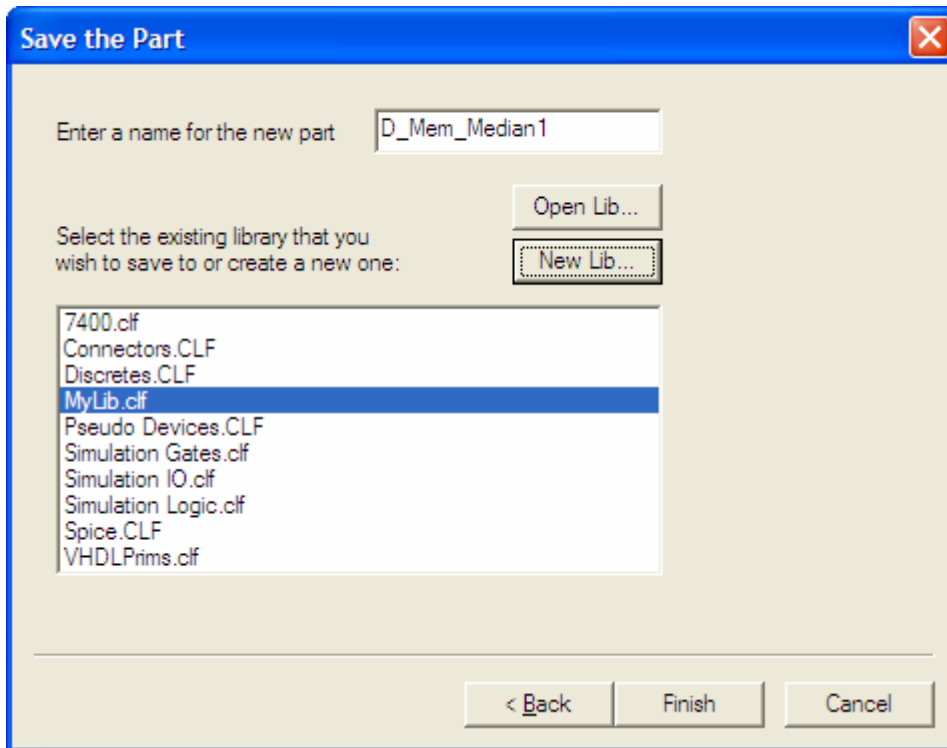 Save the Part
Enter a name for the new part
D_Mem_Median1
Open Lib...
Select the existing library that you
wish to save to or create a new one:
New Lib...
7400.clf
Connectors.CLF
Discretes.CLF
MyLib.clf
Pseudo Devices.CLF
Simulation Gates.clf
Simulation IO.clf
Simulation Logic.clf
Spice.CLF
VHDLPrims.clf
< Back
Finish
Cancel